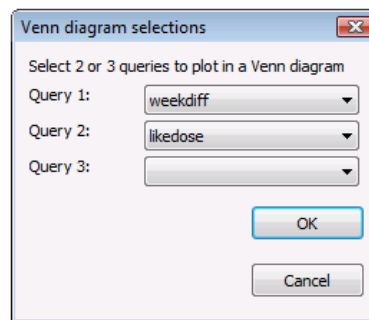 Venn diagram selections
Select 2 or 3 queries to plot in a Venn diagram
Query 1: weekdiff
Query 2: likedose
Query 3:
OK
Cancel